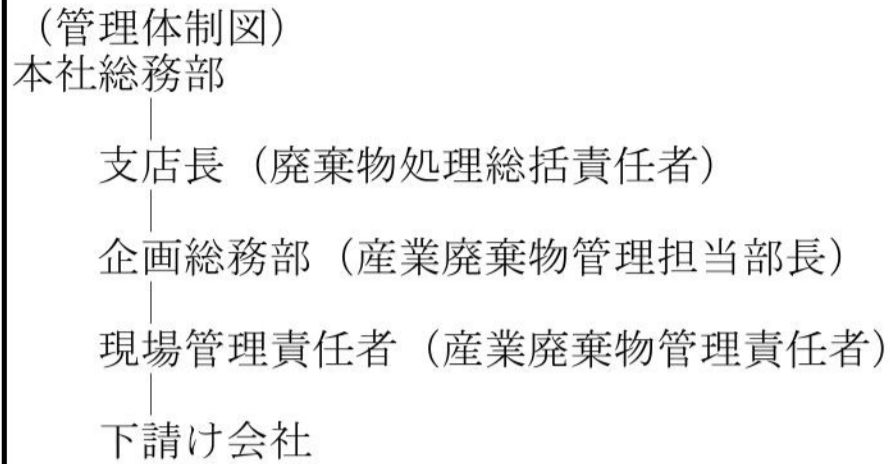 （管理体制図）
本社総務部
支店長（廃棄物処理総括責任者）
企画総務部（産業廃棄物管理担当部長）
現場管理責任者（産業廃棄物管理責任者）
下請け会社